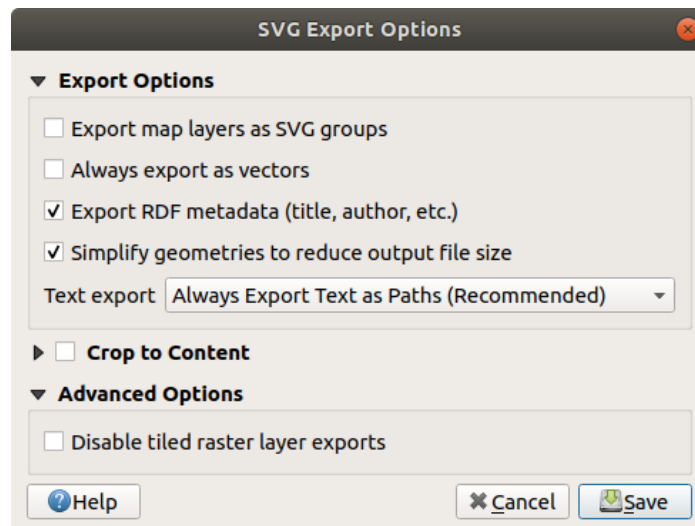 SVG Export Options
Export Options
Export map layers as SVG groups
Always export as vectors
Export RDF metadata (title, author, etc.)
Simplify geometries to reduce output file size
Text export Always Export Text as Paths (Recommended)
Crop to Content
Advanced Options
Disable tiled raster layer exports
Help Cancel Save